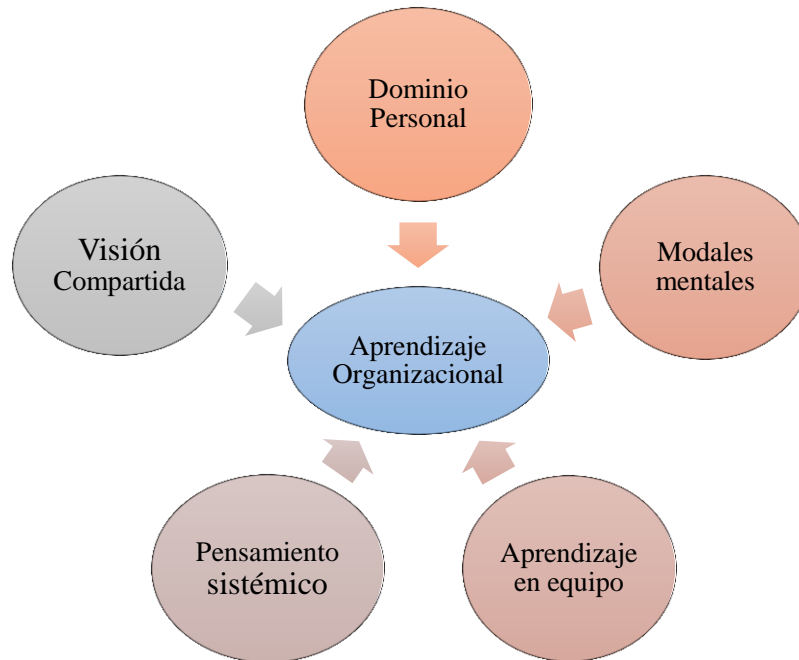 Dominio
Personal
Visión
Compartida
Modales
mentales
Aprendizaje
Organizacional
Pensamiento
sistémico
Aprendizaje
en equipo